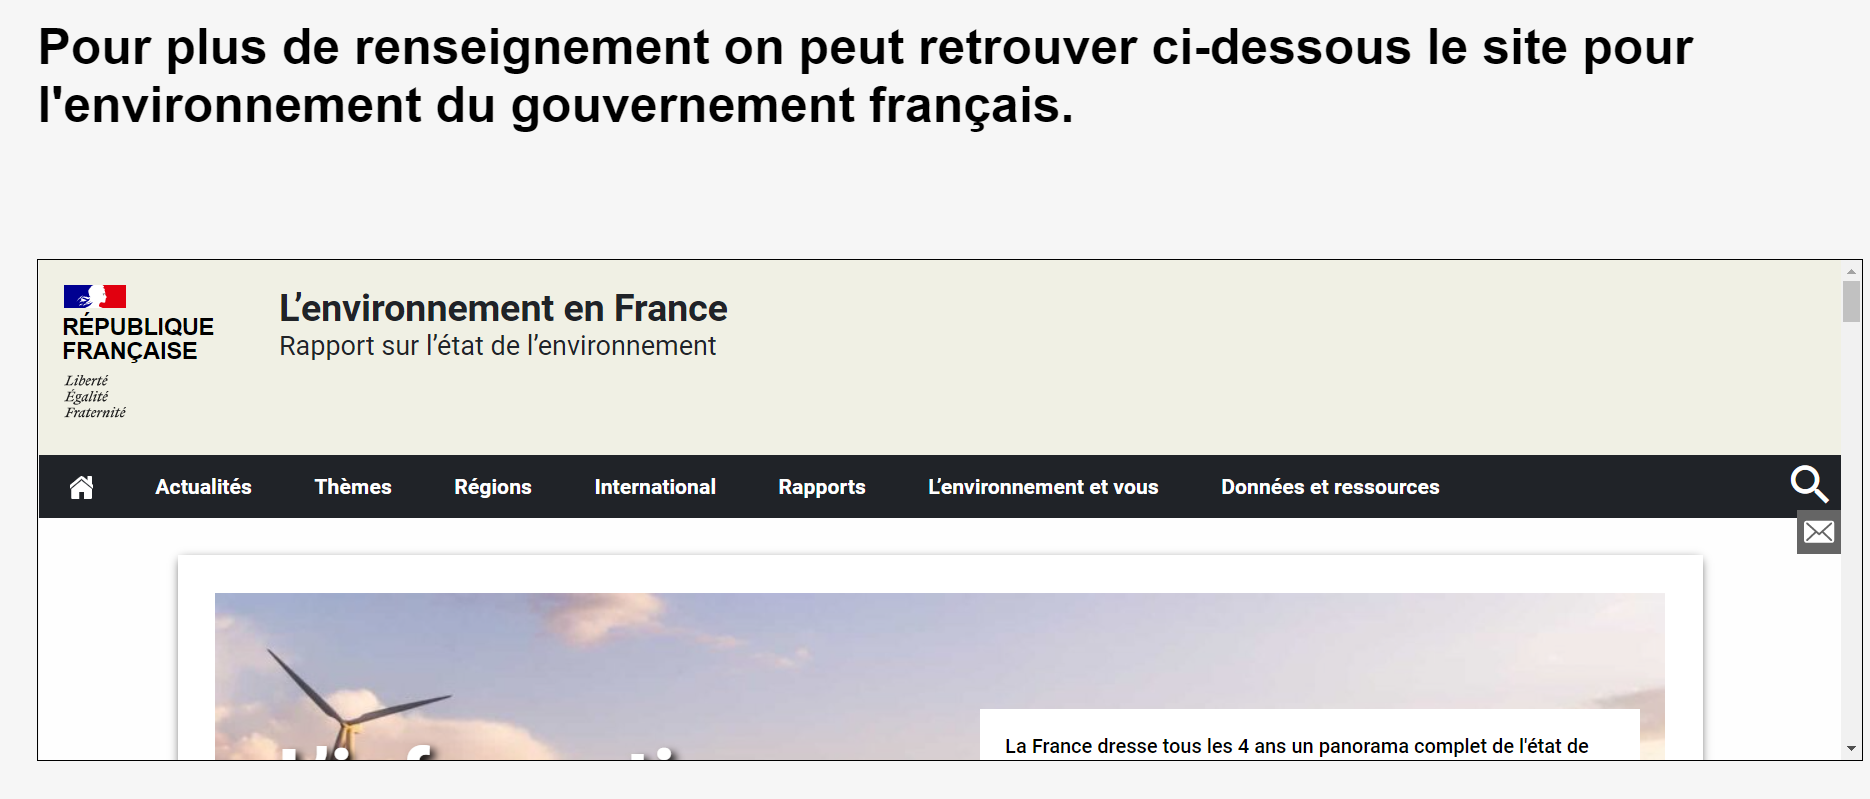 Pour plus de renseignement on peut retrouver ci-dessous le site pour
l'environnement du gouvernement français.
RÉPUBLIQUE
FRANÇAISE
Liberté
Égalité
Fraternité
L’environnement en France
Rapport sur l’état de l’environnement
Actualités Thèmes Régions International Rapports L’environnement et vous Données et ressources
La France dresse tous les 4 ans un panorama complet de l'état de